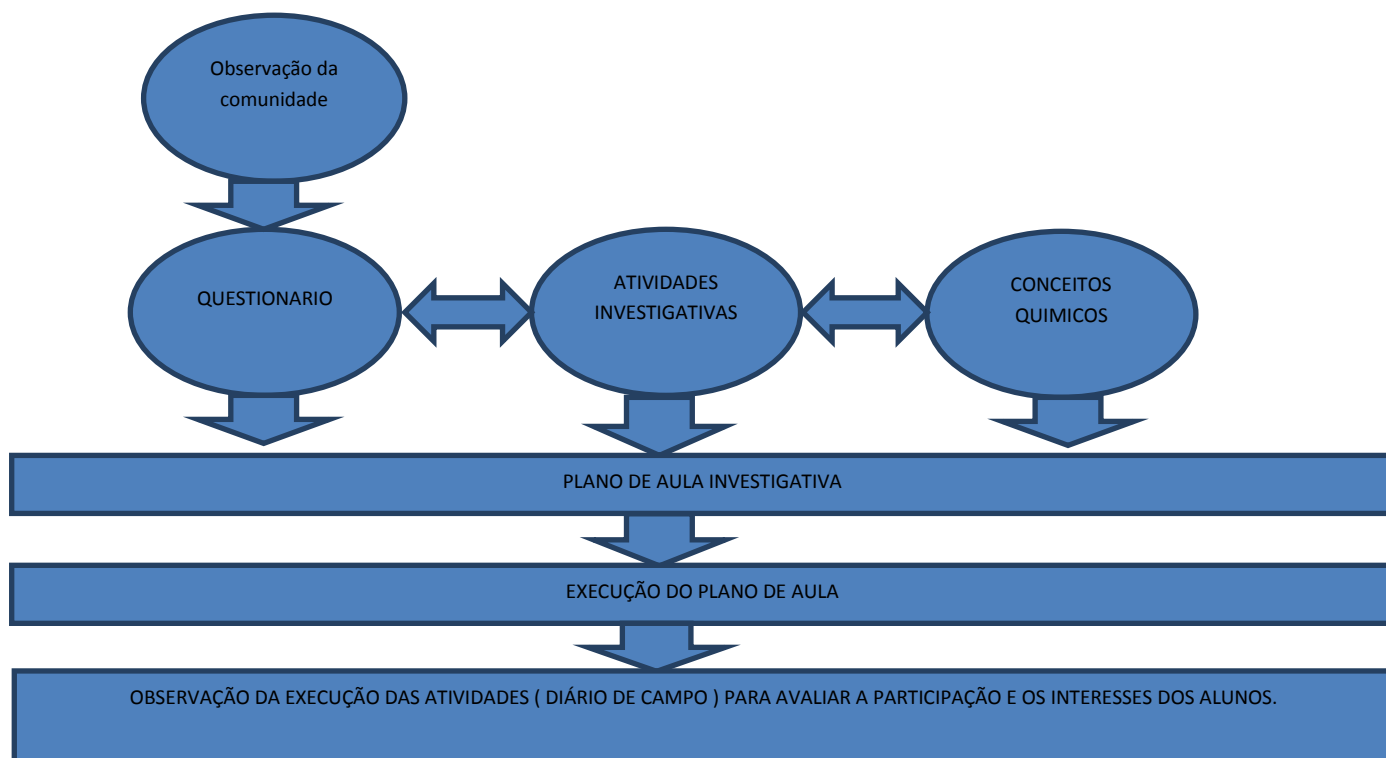 Observação da
comunidade
QUESTIONARIO
ATIVIDADES
INVESTIGATIVAS
CONCEITOS
QUIMICOS
PLANO DE AULA INVESTIGATIVA
EXECUÇÃO DO PLANO DE AULA
OBSERVAÇÃO DA EXECUÇÃO DAS ATIVIDADES ( DIÁRIO DE CAMPO ) PARA AVALIAR A PARTICIPAÇÃO E OS INTERESSES DOS ALUNOS.